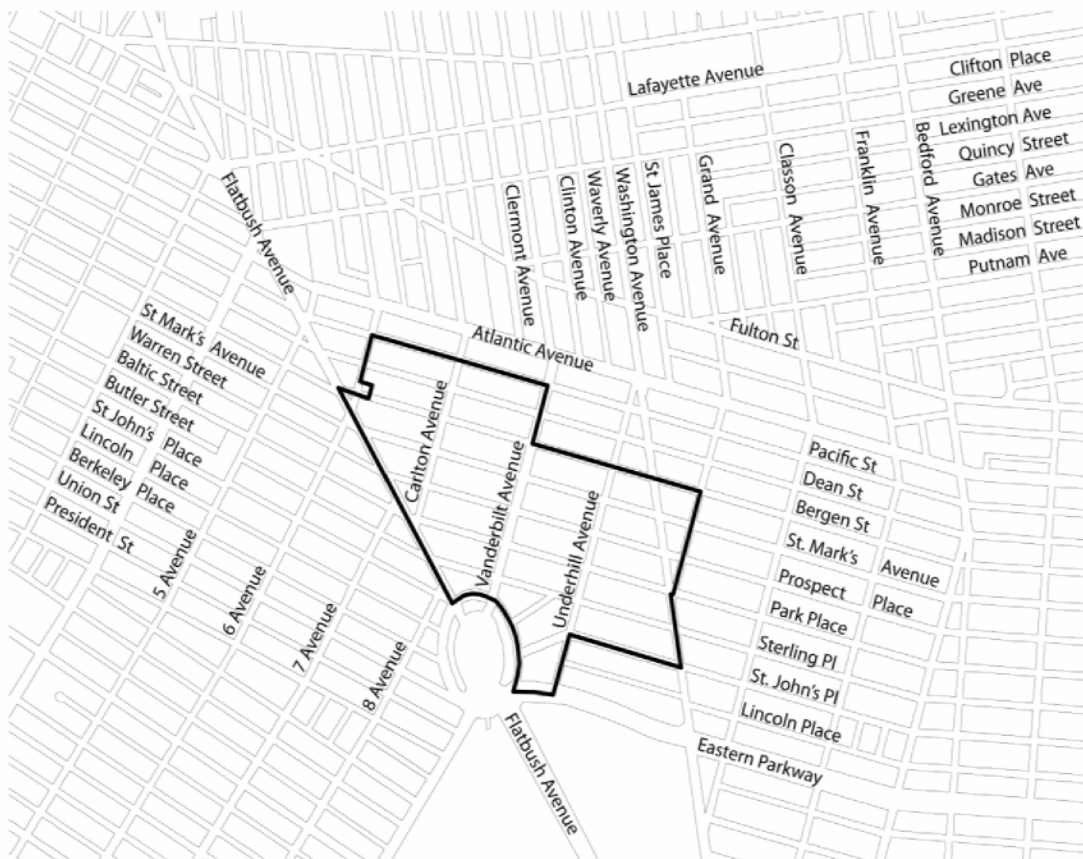 Lafayette Avenue
Clifton Place
Greene Ave
Lexington Ave
Quincy Street
Gates Ave
Monroe Street
Madison Street
Putnam Ave
Flatbush Avenue
Clermont Avenue
Clinton Avenue
Waverly Avenue
Washington Avenue
St James Place
Grand Avenue
Classon Avenue
Franklin Avenue
Bedford Avenue
Fulton St
Atlantic Avenue
St Mark's Avenue
Warren Street
Baltic Street
Butler Street
St John's Place
Lincoln Place
Berkeley Place
Union St
President St
Carlton Avenue
Vanderbilt Avenue
Underhill Avenue
Pacific St
Dean St
Bergen St
St. Mark's Avenue
Prospect Place
Park Place
Sterling Pl
St. John's Pl
Lincoln Place
5 Avenue
6 Avenue
7 Avenue
8 Avenue
Flatbush Avenue
Eastern Parkway